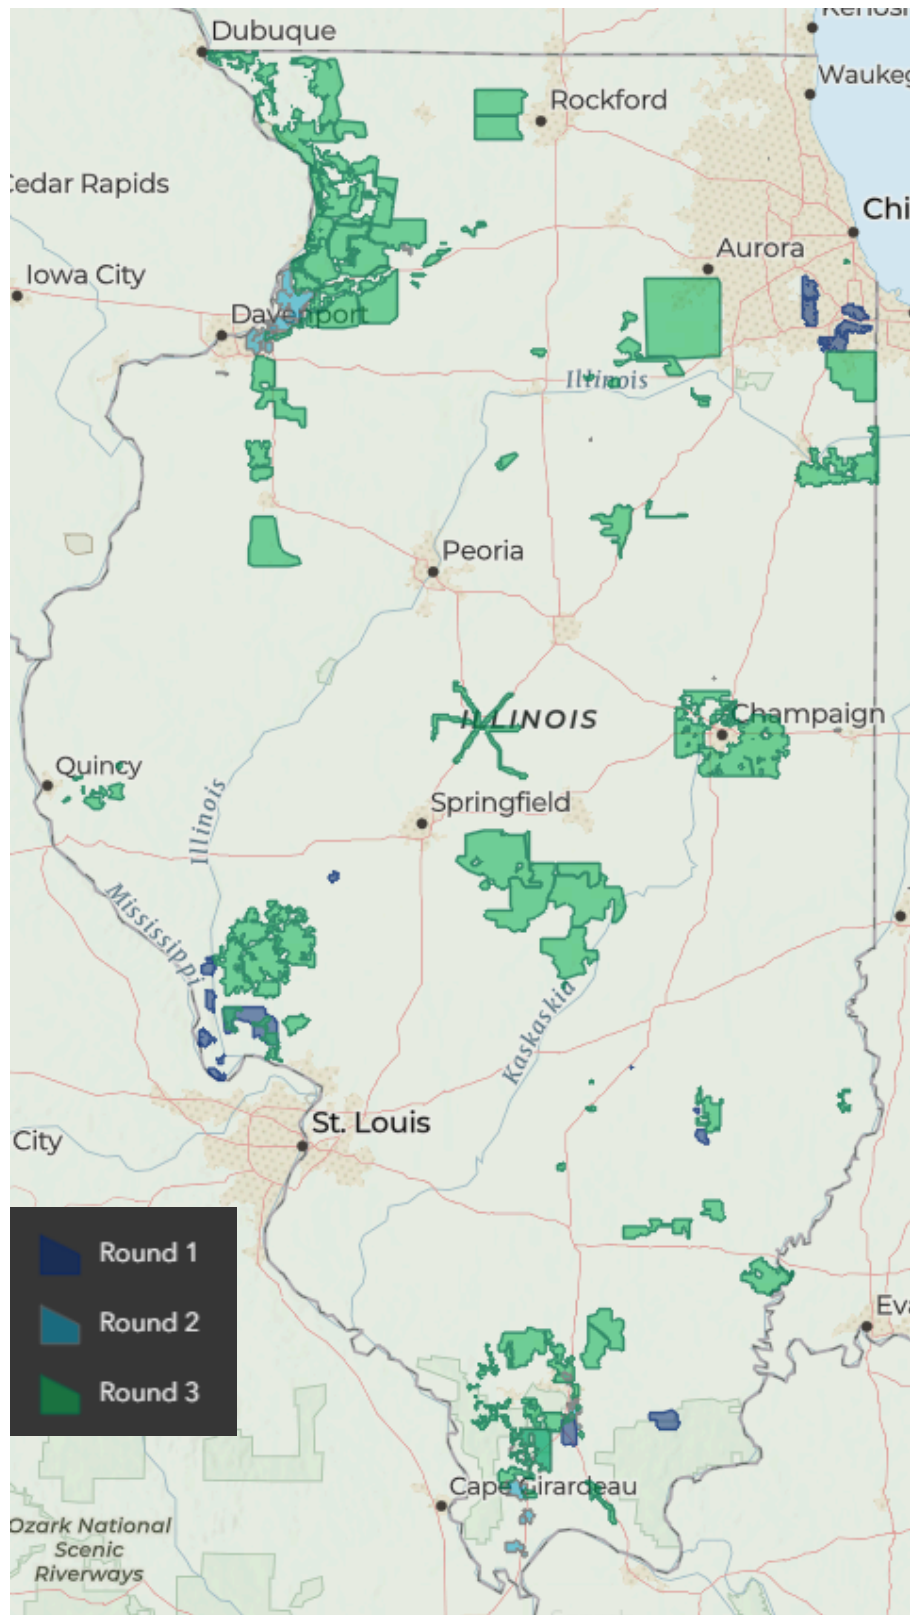 Dubuque
Rockford
Cedar Rapids
Iowa City
Aurora
Davenport
Illinois
Peoria
ILLINOIS
Champaign
Quincy
Springfield
Illinois
Mississippi
Kaskaskia
St. Louis
City
Round 1
Round 2
Round 3
Cape Girardeau
Ozark National
Scenic
Riverways